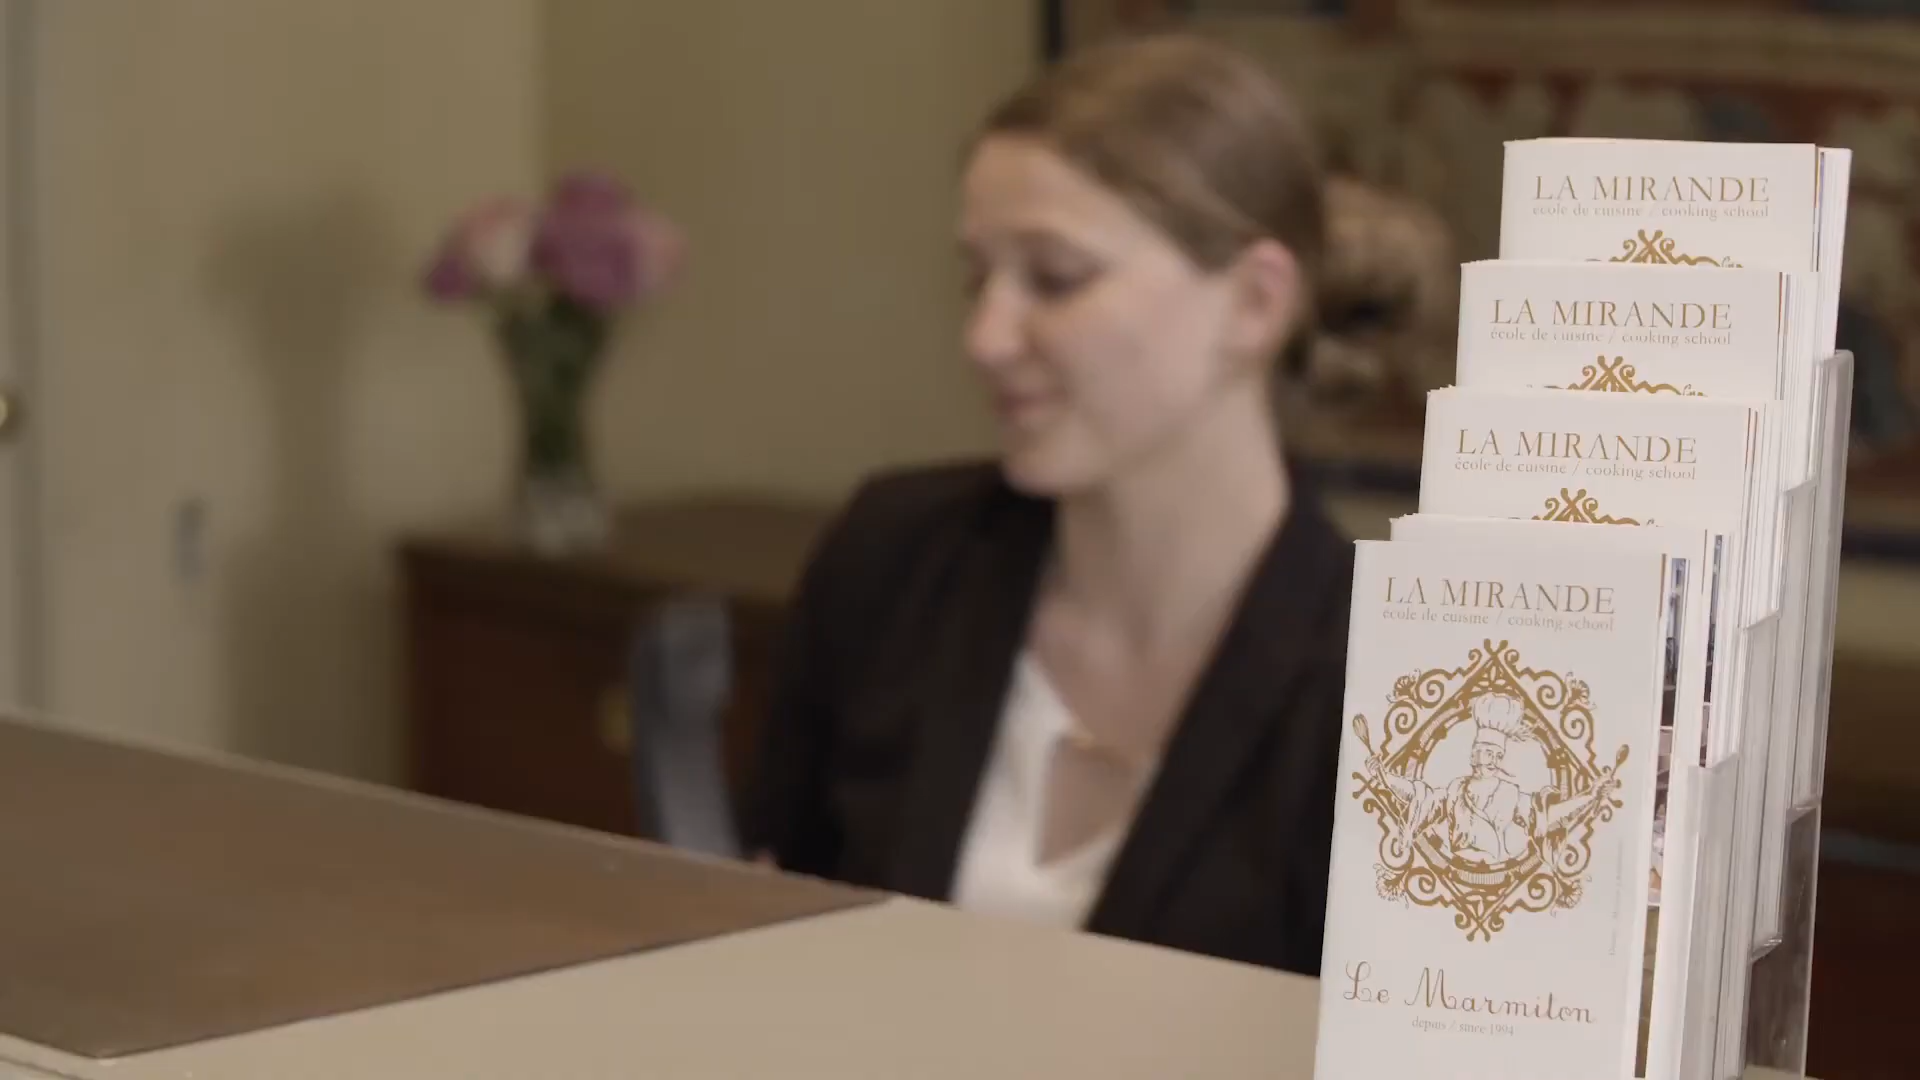 LA MIRANDE
école de cuisine / cooking school
LA MIRANDE
école de cuisine / cooking school
LA MIRANDE
école de cuisine / cooking school
LA MIRANDE
école de cuisine / cooking school
Le Marmiton
depuis / since 1994